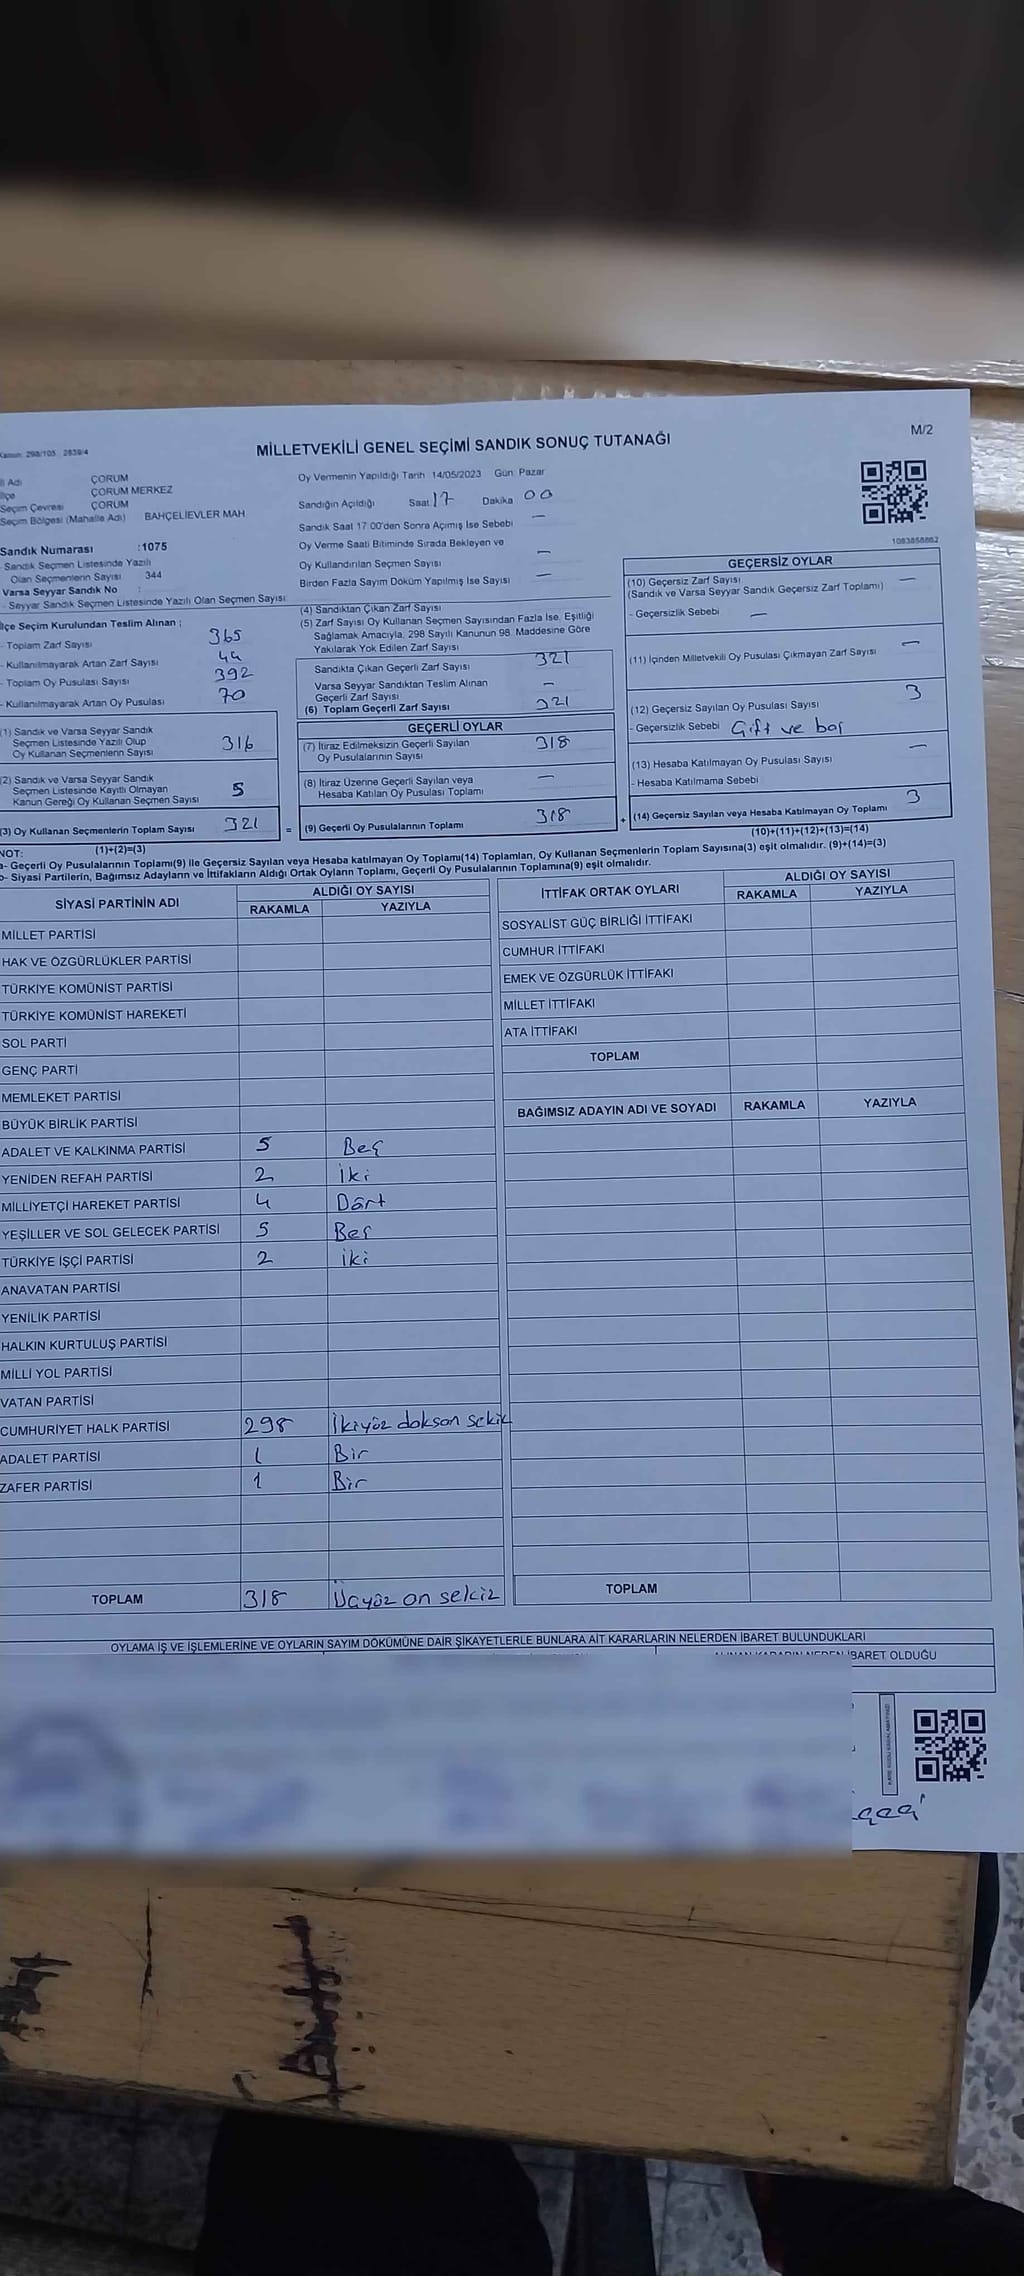 M/2
Kanun: 298/105 2839/4
MİLLETVEKİLİ GENEL SEÇİMİ SANDIK SONUÇ TUTANAĞI
İl Adı ÇORUM
İlçe ÇORUM MERKEZ
Seçim Çevresi ÇORUM
Seçim Bölgesi (Mahalle Adı) BAHÇELİEVLER MAH.
Sandık Numarası :1075
- Sandık Seçmen Listesinde Yazılı
Olan Seçmenlerin Sayısı 344
Varsa Seyyar Sandık No :
- Seyyar Sandık Seçmen Listesinde Yazılı Olan Seçmen Sayısı
İlçe Seçim Kurulundan Teslim Alınan ;
- Toplam Zarf Sayısı 365
- Kullanılmayarak Artan Zarf Sayısı 44
- Toplam Oy Pusulası Sayısı 392
- Kullanılmayarak Artan Oy Pusulası 70
(1) Sandık ve Varsa Seyyar Sandık
Seçmen Listesinde Yazılı Olup
Oy Kullanan Seçmenlerin Sayısı 316
(2) Sandık ve Varsa Seyyar Sandık
Seçmen Listesinde Kayıtlı Olmayan
Kanun Gereği Oy Kullanan Seçmen Sayısı 5
(3) Oy Kullanan Seçmenlerin Toplam Sayısı 321 =
(1)+(2)=(3)
Oy Vermenin Yapıldığı Tarih 14/05/2023 Gün: Pazar
Sandığın Açıldığı Saat 17 Dakika 00
Sandık Saat 17:00'den Sonra Açımış İse Sebebi —
Oy Verme Saati Bitiminde Sırada Bekleyen ve
Oy Kullandırılan Seçmen Sayısı —
Birden Fazla Sayım Döküm Yapılmış İse Sayısı —
(4) Sandıktan Çıkan Zarf Sayısı
(5) Zarf Sayısı Oy Kullanan Seçmen Sayısından Fazla İse, Eşitliği
Sağlamak Amacıyla, 298 Sayılı Kanunun 98. Maddesine Göre
Yakılarak Yok Edilen Zarf Sayısı
Sandıkta Çıkan Geçerli Zarf Sayısı 321
Varsa Seyyar Sandıktan Teslim Alınan
Geçerli Zarf Sayısı —
(6) Toplam Geçerli Zarf Sayısı 321
GEÇERLİ OYLAR
(7) İtiraz Edilmeksizin Geçerli Sayılan
Oy Pusulalarının Sayısı 318
(8) İtiraz Üzerine Geçerli Sayılan veya
Hesaba Katılan Oy Pusulası Toplamı —
(9) Geçerli Oy Pusulalarının Toplamı 318 +
1083858862
GEÇERSİZ OYLAR
(10) Geçersiz Zarf Sayısı —
(Sandık ve Varsa Seyyar Sandık Geçersiz Zarf Toplamı)
- Geçersizlik Sebebi —
(11) İçinden Milletvekili Oy Pusulası Çıkmayan Zarf Sayısı —
(12) Geçersiz Sayılan Oy Pusulası Sayısı 3
- Geçersizlik Sebebi Çift ve boş
(13) Hesaba Katılmayan Oy Pusulası Sayısı —
- Hesaba Katılmama Sebebi
(14) Geçersiz Sayılan veya Hesaba Katılmayan Oy Toplamı 3
(10)+(11)+(12)+(13)=(14)
NOT:
a- Geçerli Oy Pusulalarının Toplamı(9) ile Geçersiz Sayılan veya Hesaba katılmayan Oy Toplamı(14) Toplamları, Oy Kullanan Seçmenlerin Toplam Sayısına(3) eşit olmalıdır. (9)+(14)=(3)
b- Siyasi Partilerin, Bağımsız Adayların ve İttifakların Aldığı Ortak Oyların Toplamı, Geçerli Oy Pusulalarının Toplamına(9) eşit olmalıdır.
SİYASİ PARTİNİN ADI ALDIĞI OY SAYISI
RAKAMLA YAZIYLA
MİLLET PARTİSİ
HAK VE ÖZGÜRLÜKLER PARTİSİ
TÜRKİYE KOMÜNİST PARTİSİ
TÜRKİYE KOMÜNİST HAREKETİ
SOL PARTİ
GENÇ PARTİ
MEMLEKET PARTİSİ
BÜYÜK BİRLİK PARTİSİ
ADALET VE KALKINMA PARTİSİ 5 Beş
YENİDEN REFAH PARTİSİ 2 İki
MİLLİYETÇİ HAREKET PARTİSİ 4 Dört
YEŞİLLER VE SOL GELECEK PARTİSİ 5 Beş
TÜRKİYE İŞÇİ PARTİSİ 2 İki
ANAVATAN PARTİSİ
YENİLİK PARTİSİ
HALKIN KURTULUŞ PARTİSİ
MİLLİ YOL PARTİSİ
VATAN PARTİSİ
CUMHURİYET HALK PARTİSİ 298 İkiyüz dokson sekiz
ADALET PARTİSİ 1 Bir
ZAFER PARTİSİ 1 Bir
TOPLAM 318 Üçyüz on sekiz
İTTİFAK ORTAK OYLARI ALDIĞI OY SAYISI
RAKAMLA YAZIYLA
SOSYALİST GÜÇ BİRLİĞİ İTTİFAKI
CUMHUR İTTİFAKI
EMEK VE ÖZGÜRLÜK İTTİFAKI
MİLLET İTTİFAKI
ATA İTTİFAKI
TOPLAM
BAĞIMSIZ ADAYIN ADI VE SOYADI RAKAMLA YAZIYLA
TOPLAM
OYLAMA İŞ VE İŞLEMLERİNE VE OYLARIN SAYIM DÖKÜMÜNE DAİR ŞİKAYETLERLE BUNLARA AİT KARARLARIN NELERDEN İBARET BULUNDUKLARI
İBARET OLDUĞU